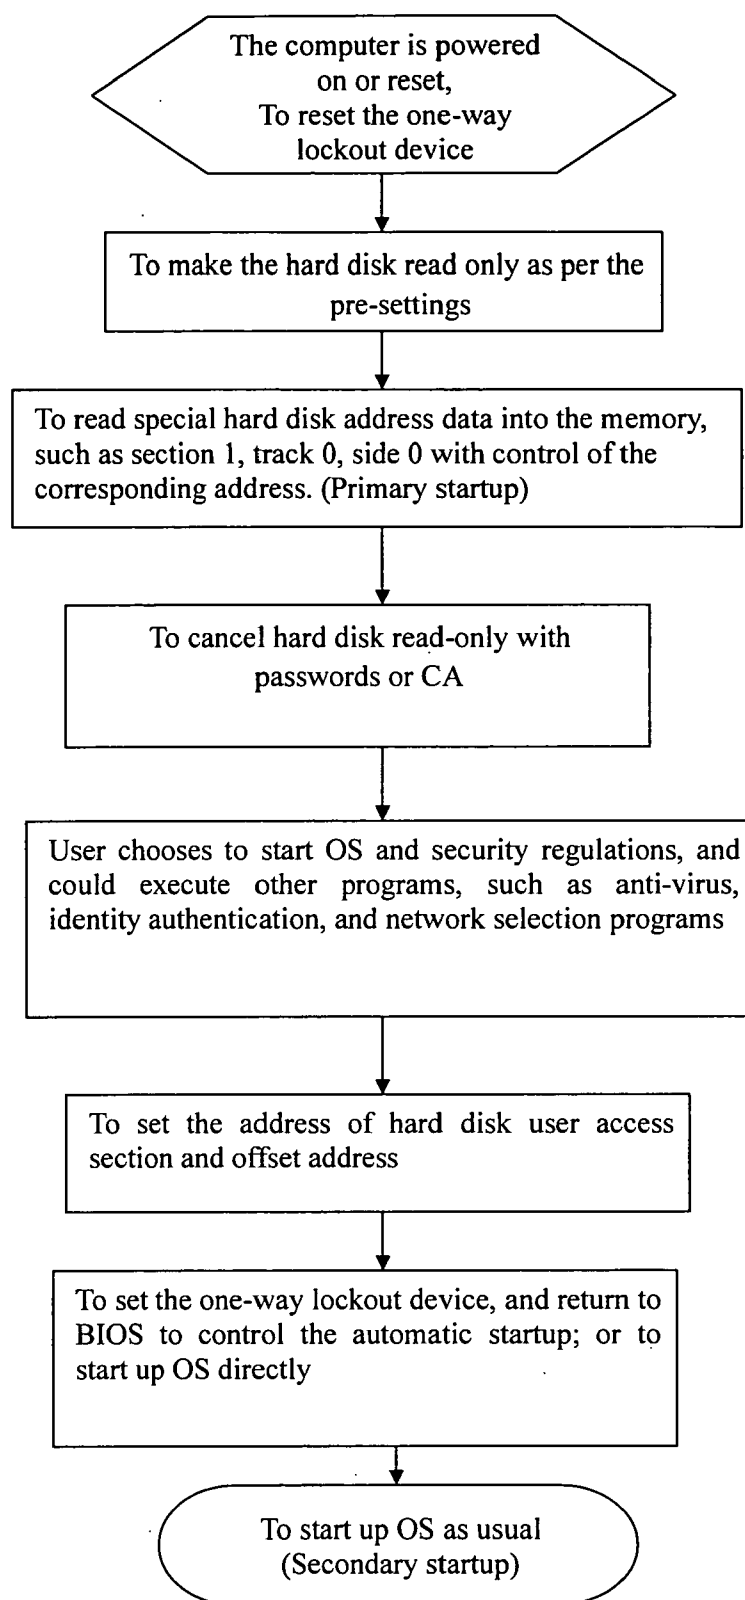 The computer is powered
on or reset,
To reset the one-way
lockout device
To make the hard disk read only as per the
pre-settings
To read special hard disk address data into the memory,
such as section 1, track 0, side 0 with control of the
corresponding address. (Primary startup)
To cancel hard disk read-only with
passwords or CA
User chooses to start OS and security regulations, and
could execute other programs, such as anti-virus,
identity authentication, and network selection programs
To set the address of hard disk user access
section and offset address
To set the one-way lockout device, and return to
BIOS to control the automatic startup; or to
start up OS directly
To start up OS as usual
(Secondary startup)